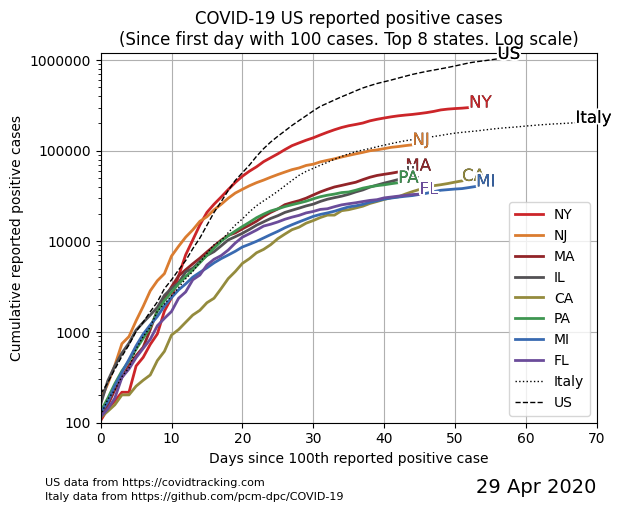 COVID-19 US reported positive cases
(Since first day with 100 cases. Top 8 states. Log scale)
Cumulative reported positive cases
1000000
100000
10000
1000
100
US
NY
Italy
NJ
MA
PA
CA
MI
FL
NY
NJ
MA
IL
CA
PA
MI
FL
Italy
US
0 10 20 30 40 50 60 70
Days since 100th reported positive case
US data from https://covidtracking.com
Italy data from https://github.com/pcm-dpc/COVID-19
29 Apr 2020